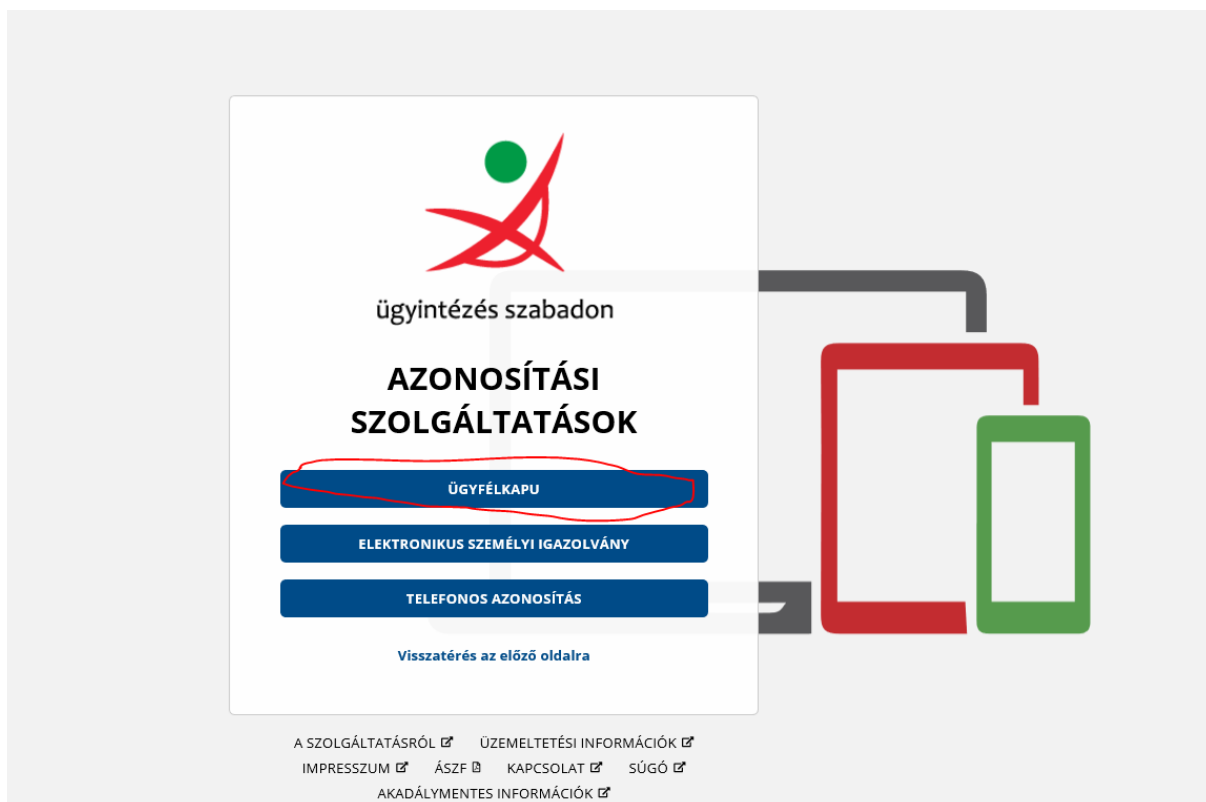 ügyintézés szabadon
AZONOSÍTÁSI
SZOLGÁLTATÁSOK
ÜGYFÉLKAPU
ELEKTRONIKUS SZEMÉLYI IGAZOLVÁNY
TELEFONOS AZONOSÍTÁS
Visszatérés az előző oldalra
A SZOLGÁLTATÁSRÓL ÜZEMELTETÉSI INFORMÁCIÓK
IMPRESSZUM ÁSZF KAPCSOLAT SÚGÓ
AKADÁLYMENTES INFORMÁCIÓK